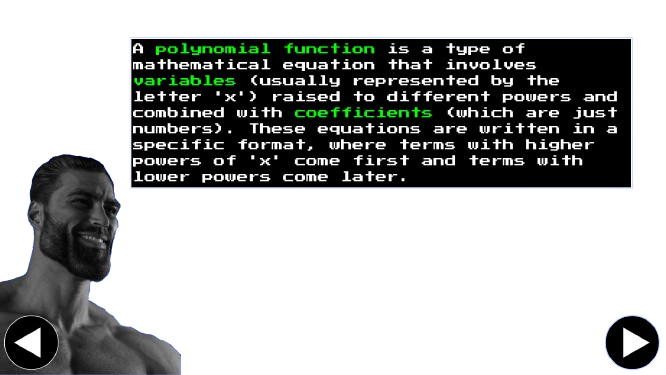 A polynomial function is a type of
mathematical equation that involves
variables (usually represented by the
letter 'x') raised to different powers and
combined with coefficients (which are just
numbers). These equations are written in a
specific format, where terms with higher
powers of 'x' come first and terms with
lower powers come later.